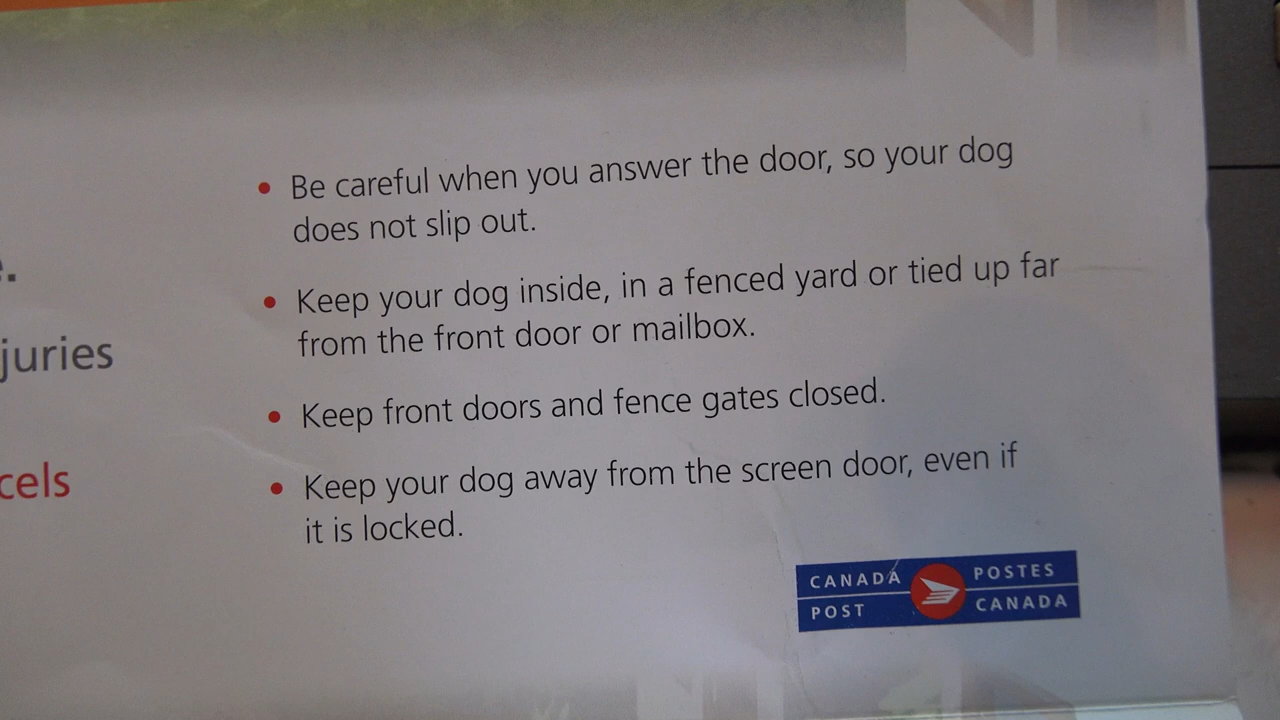 Be careful when you answer the door, so your dog
does not slip out.
Keep your dog inside, in a fenced yard or tied up far
from the front door or mailbox.
Keep front doors and fence gates closed.
Keep your dog away from the screen door, even if
it is locked.
CANADA POSTES
POST CANADA